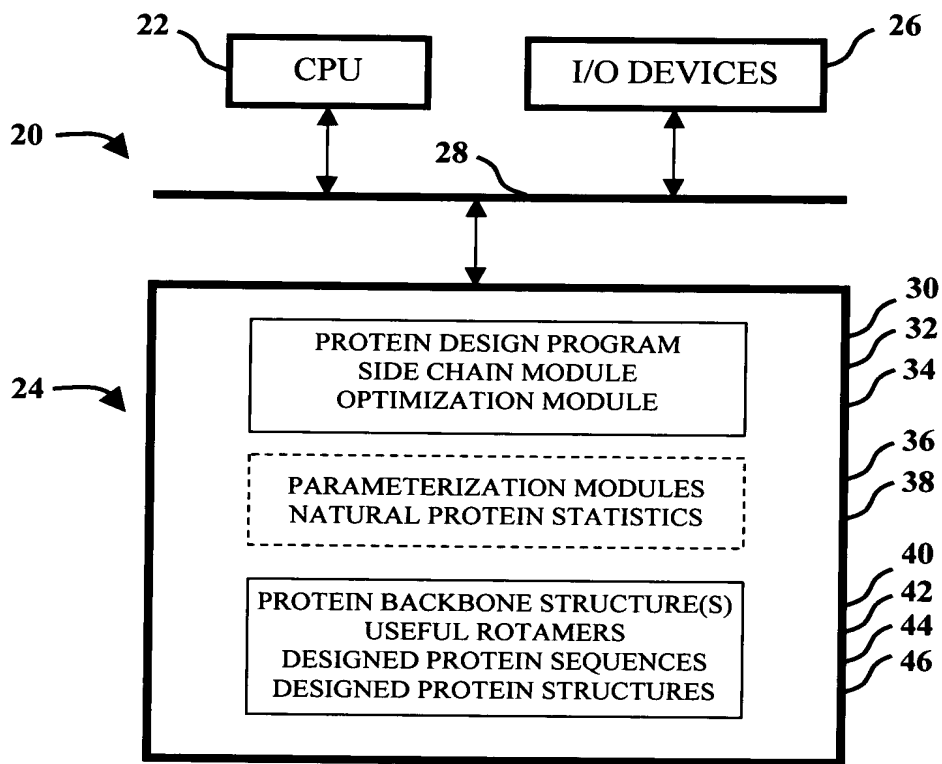 22
CPU
I/O DEVICES
26
20
28
30
PROTEIN DESIGN PROGRAM
32
SIDE CHAIN MODULE
24
34
OPTIMIZATION MODULE
36
PARAMETERIZATION MODULES
38
NATURAL PROTEIN STATISTICS
40
PROTEIN BACKBONE STRUCTURE(S)
42
USEFUL ROTAMERS
44
DESIGNED PROTEIN SEQUENCES
46
DESIGNED PROTEIN STRUCTURES